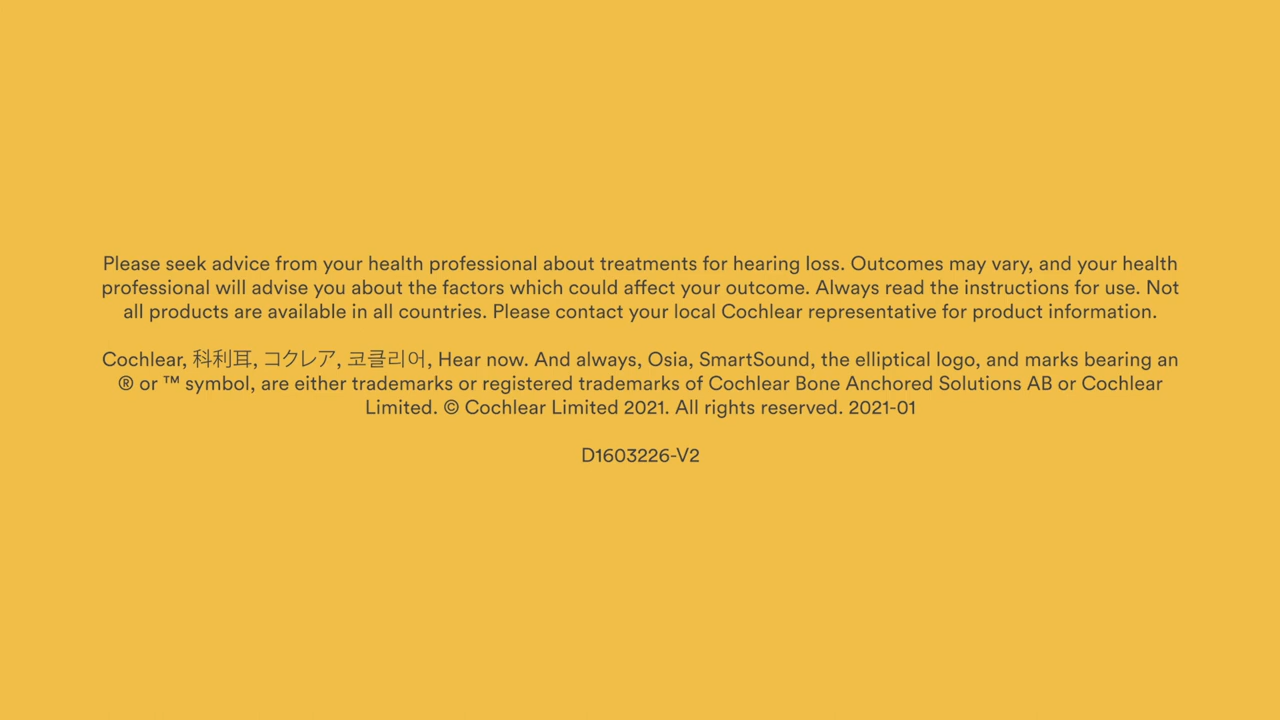 Please seek advice from your health professional about treatments for hearing loss. Outcomes may vary, and your health
professional will advise you about the factors which could affect your outcome. Always read the instructions for use. Not
all products are available in all countries. Please contact your local Cochlear representative for product information.
Cochlear, 科利耳, コクレア, 코클리어, Hear now. And always, Osia, SmartSound, the elliptical logo, and marks bearing an
® or ™ symbol, are either trademarks or registered trademarks of Cochlear Bone Anchored Solutions AB or Cochlear
Limited. © Cochlear Limited 2021. All rights reserved. 2021-01
D1603226-V2